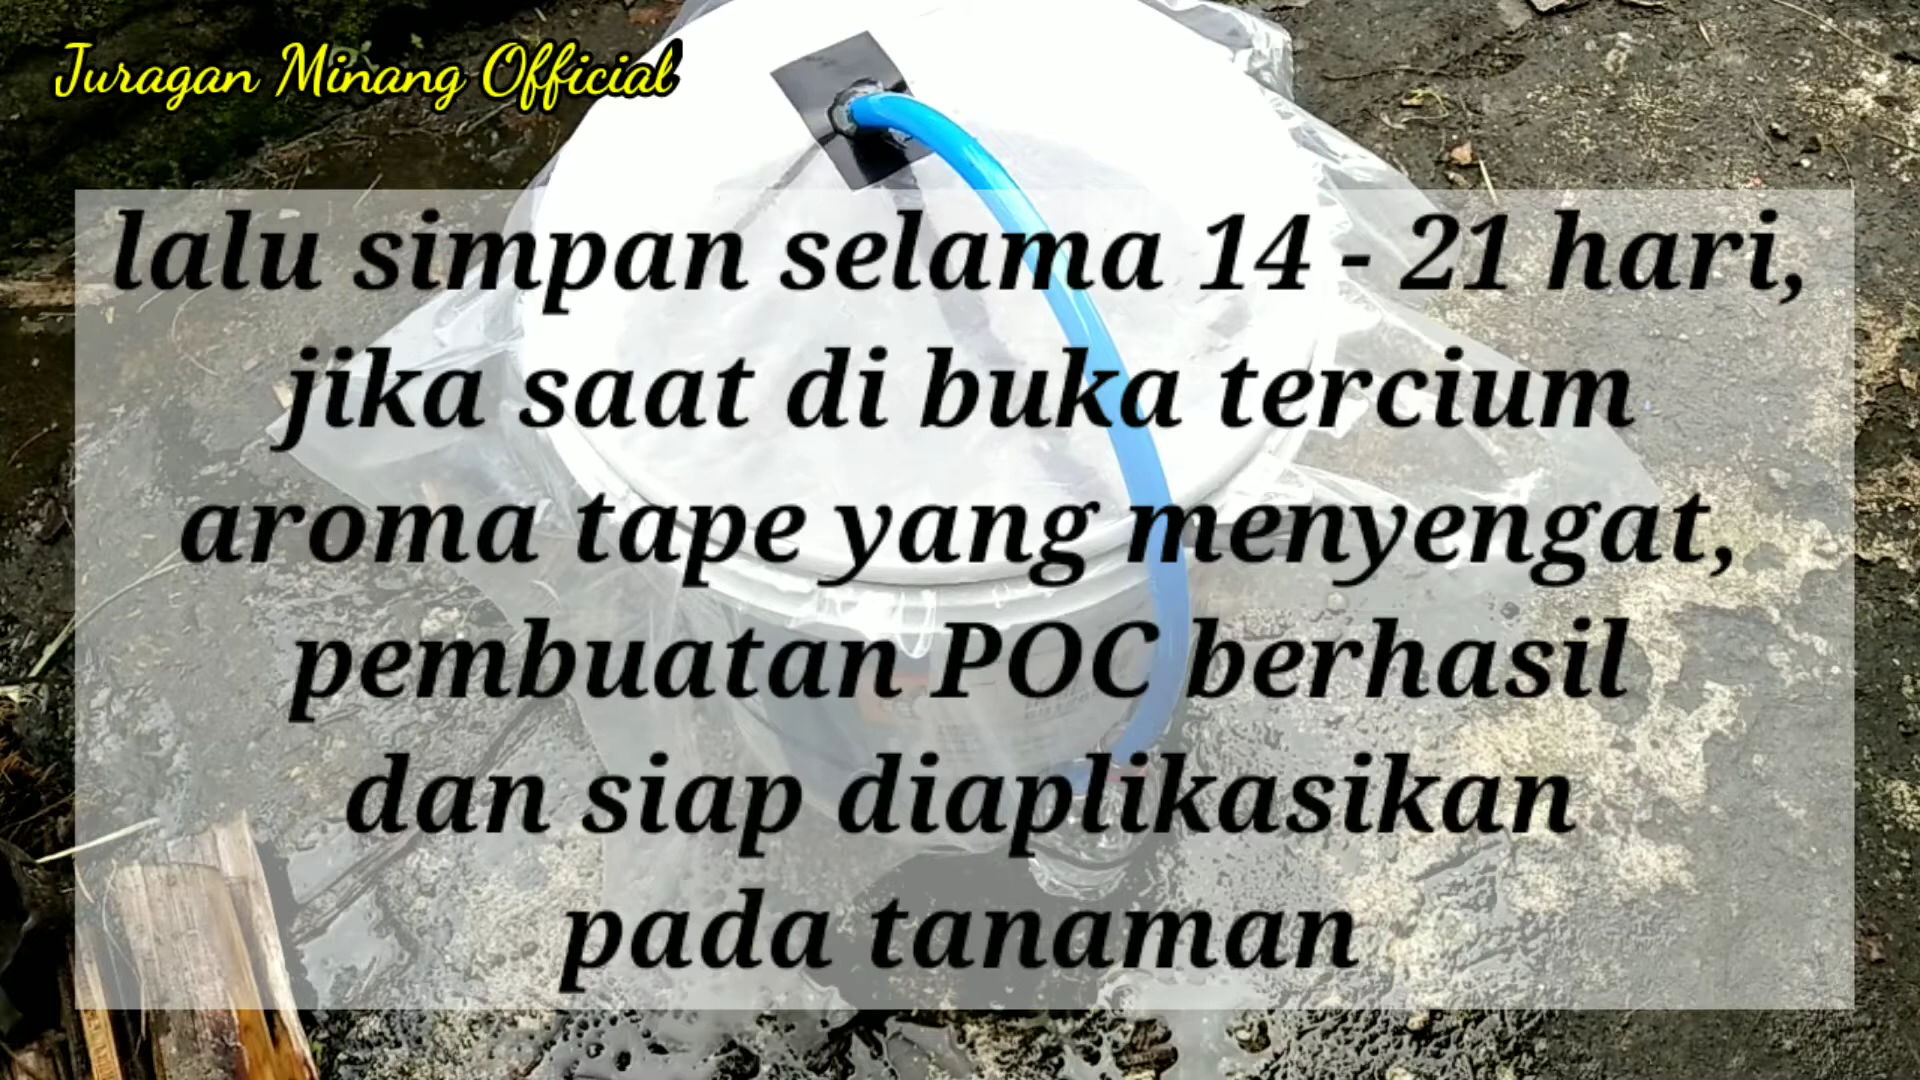 Juragan Minang Official
lalu simpan selama 14 - 21 hari,
jika saat di buka tercium
aroma tape yang menyengat,
pembuatan POC berhasil
dan siap diaplikasikan
pada tanaman